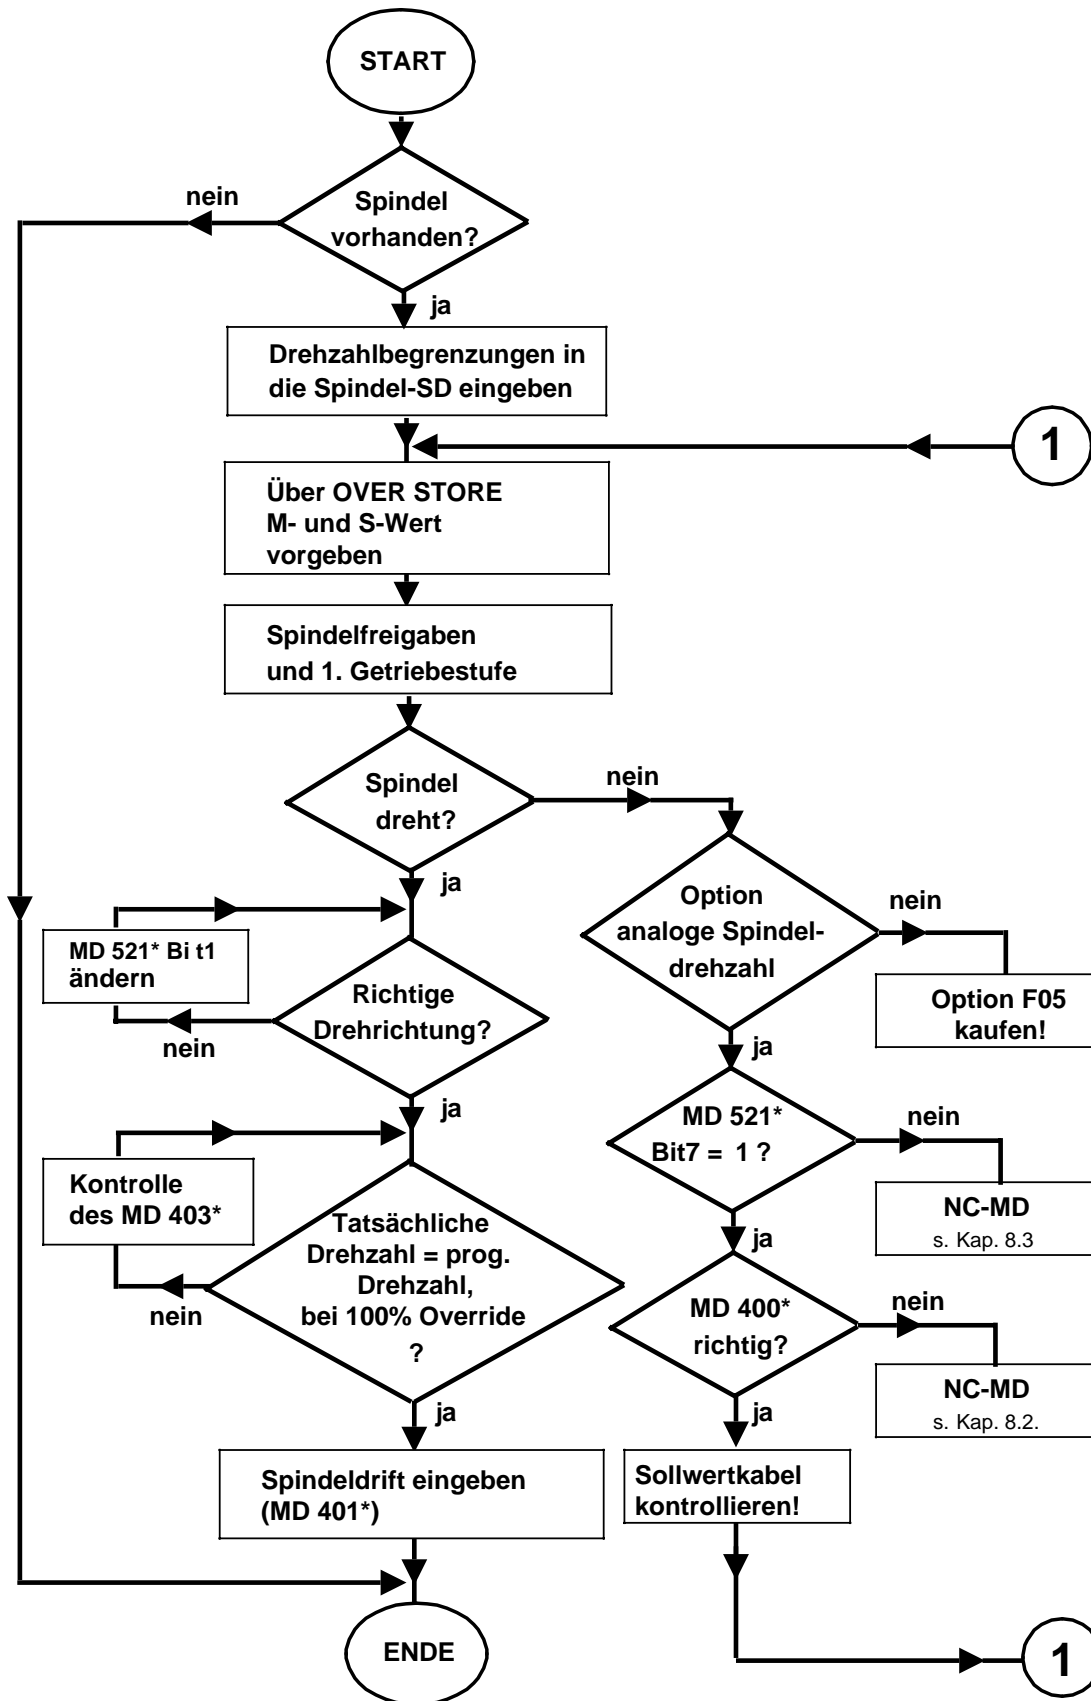 START
nein
Spindel
vorhanden?
ja
Drehzahlbegrenzungen in
die Spindel-SD eingeben
1
Über OVER STORE
M- und S-Wert
vorgeben
Spindelfreigaben
und 1. Getriebestufe
Spindel
dreht?
nein
ja
Option
analoge Spindel-
drehzahl
nein
Option F05
kaufen!
ja
MD 521* Bi t1
ändern
Richtige
Drehrichtung?
nein
ja
MD 521*
Bit7 = 1 ?
nein
NC-MD
s. Kap. 8.3
ja
Kontrolle
des MD 403*
Tatsächliche
Drehzahl = prog.
Drehzahl,
bei 100% Override
?
nein
ja
MD 400*
richtig?
nein
NC-MD
s. Kap. 8.2.
ja
Spindeldrift eingeben
(MD 401*)
Sollwertkabel
kontrollieren!
ENDE
1